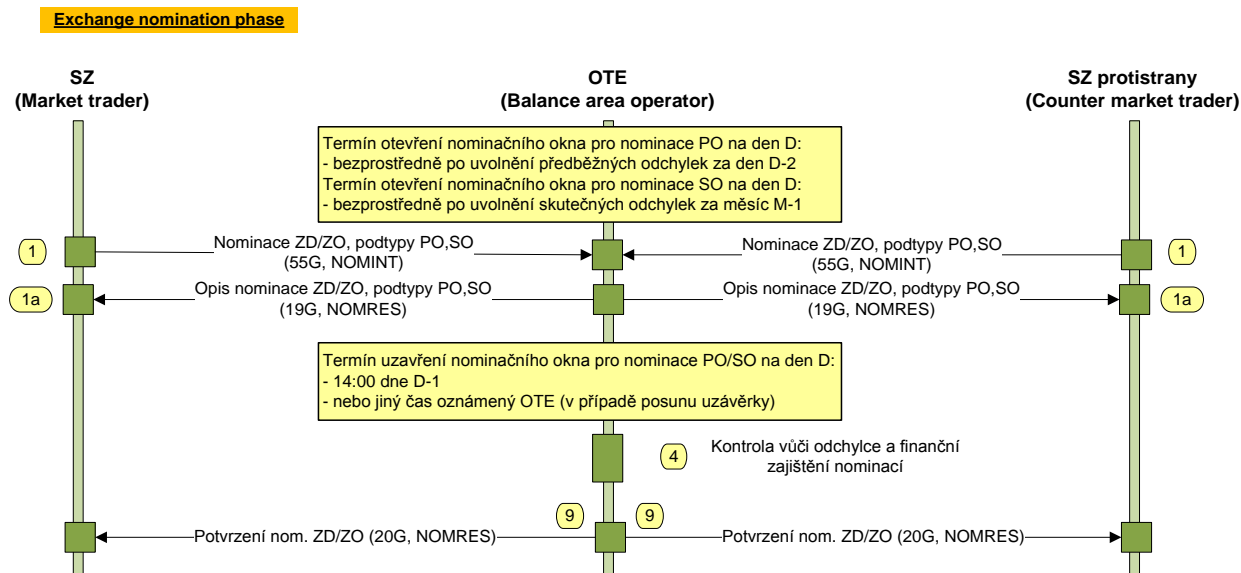 Exchange nomination phase
SZ
(Market trader)
OTE
(Balance area operator)
SZ protistrany
(Counter market trader)
Termín otevření nominačního okna pro nominace PO na den D:
- bezprostředně po uvolnění předběžných odchylek za den D-2
Termín otevření nominačního okna pro nominace SO na den D:
- bezprostředně po uvolnění skutečných odchylek za měsíc M-1
1
Nominace ZD/ZO, podtypy PO,SO
(55G, NOMINT)
Nominace ZD/ZO, podtypy PO,SO
(55G, NOMINT)
1
1a
Opis nominace ZD/ZO, podtypy PO,SO
(19G, NOMRES)
Opis nominace ZD/ZO, podtypy PO,SO
(19G, NOMRES)
1a
Termín uzavření nominačního okna pro nominace PO/SO na den D:
- 14:00 dne D-1
- nebo jiný čas oznámený OTE (v případě posunu uzávěrky)
4
Kontrola vůči odchylce a finanční
zajištění nominací
9
9
Potvrzení nom. ZD/ZO (20G, NOMRES)
Potvrzení nom. ZD/ZO (20G, NOMRES)